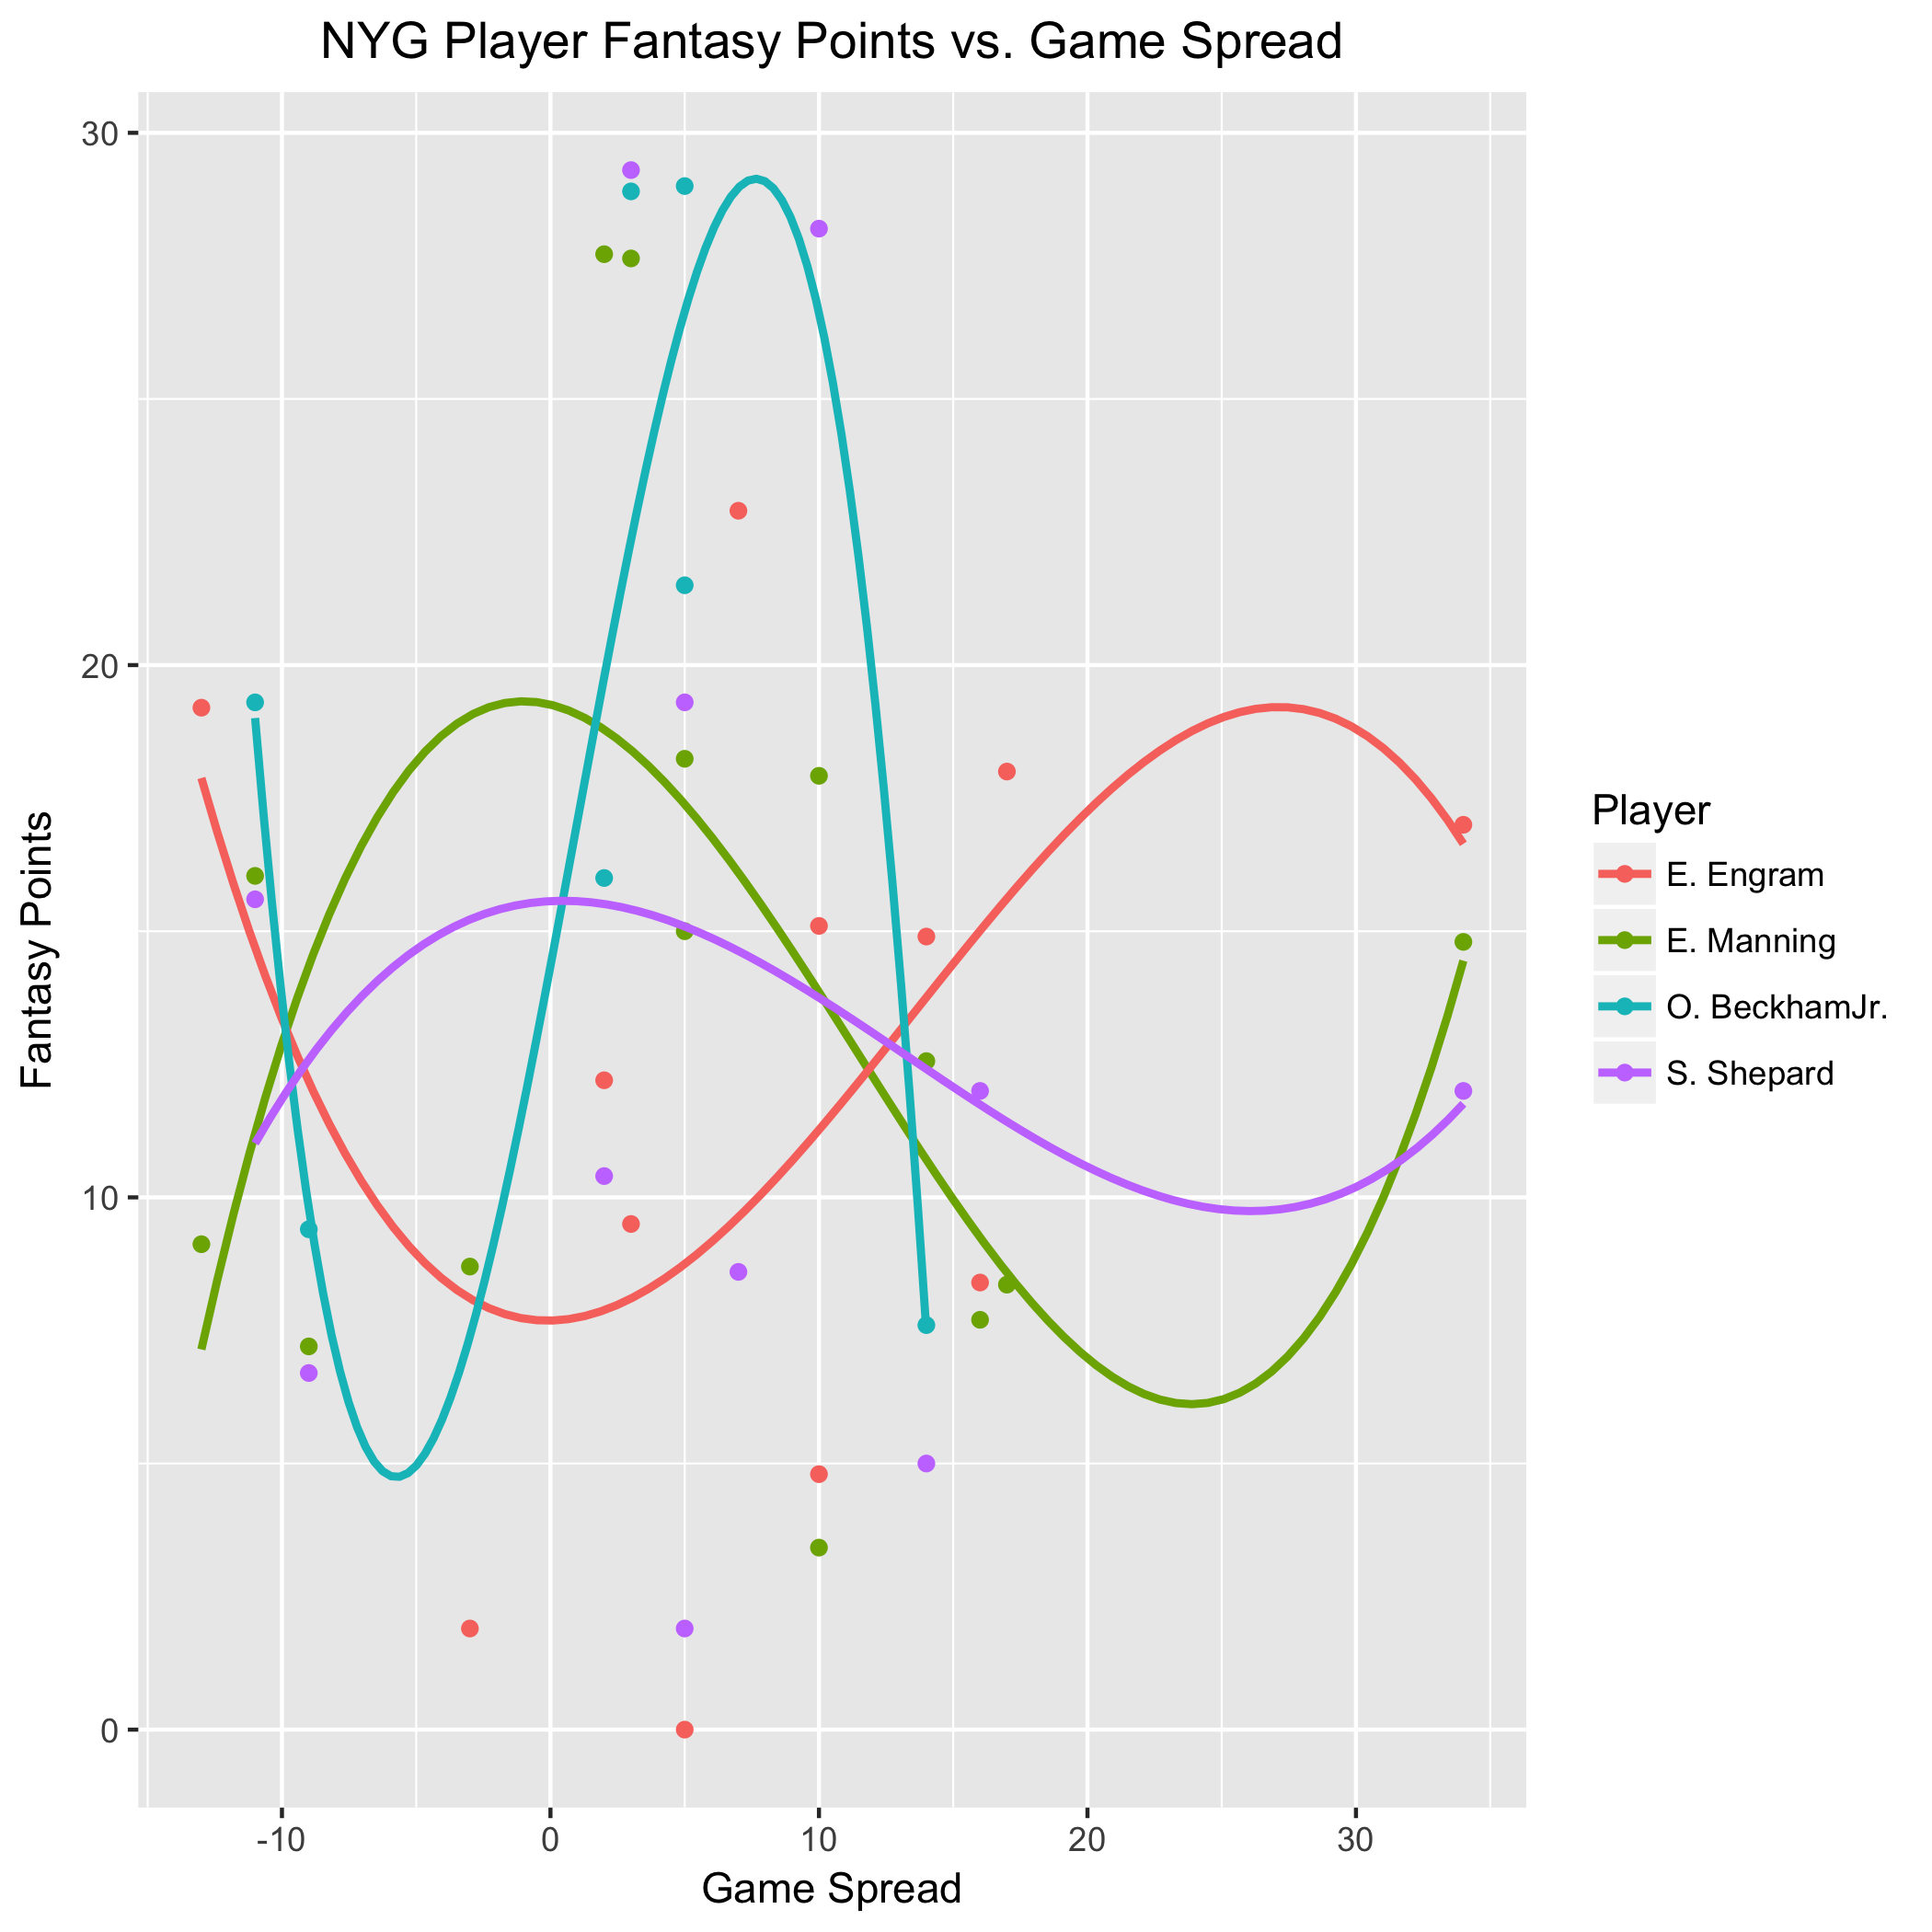 NYG Player Fantasy Points vs. Game Spread
30
20
10
0
Fantasy Points
-10 0 10 20 30
Game Spread
Player
E. Engram
E. Manning
O. BeckhamJr.
S. Shepard